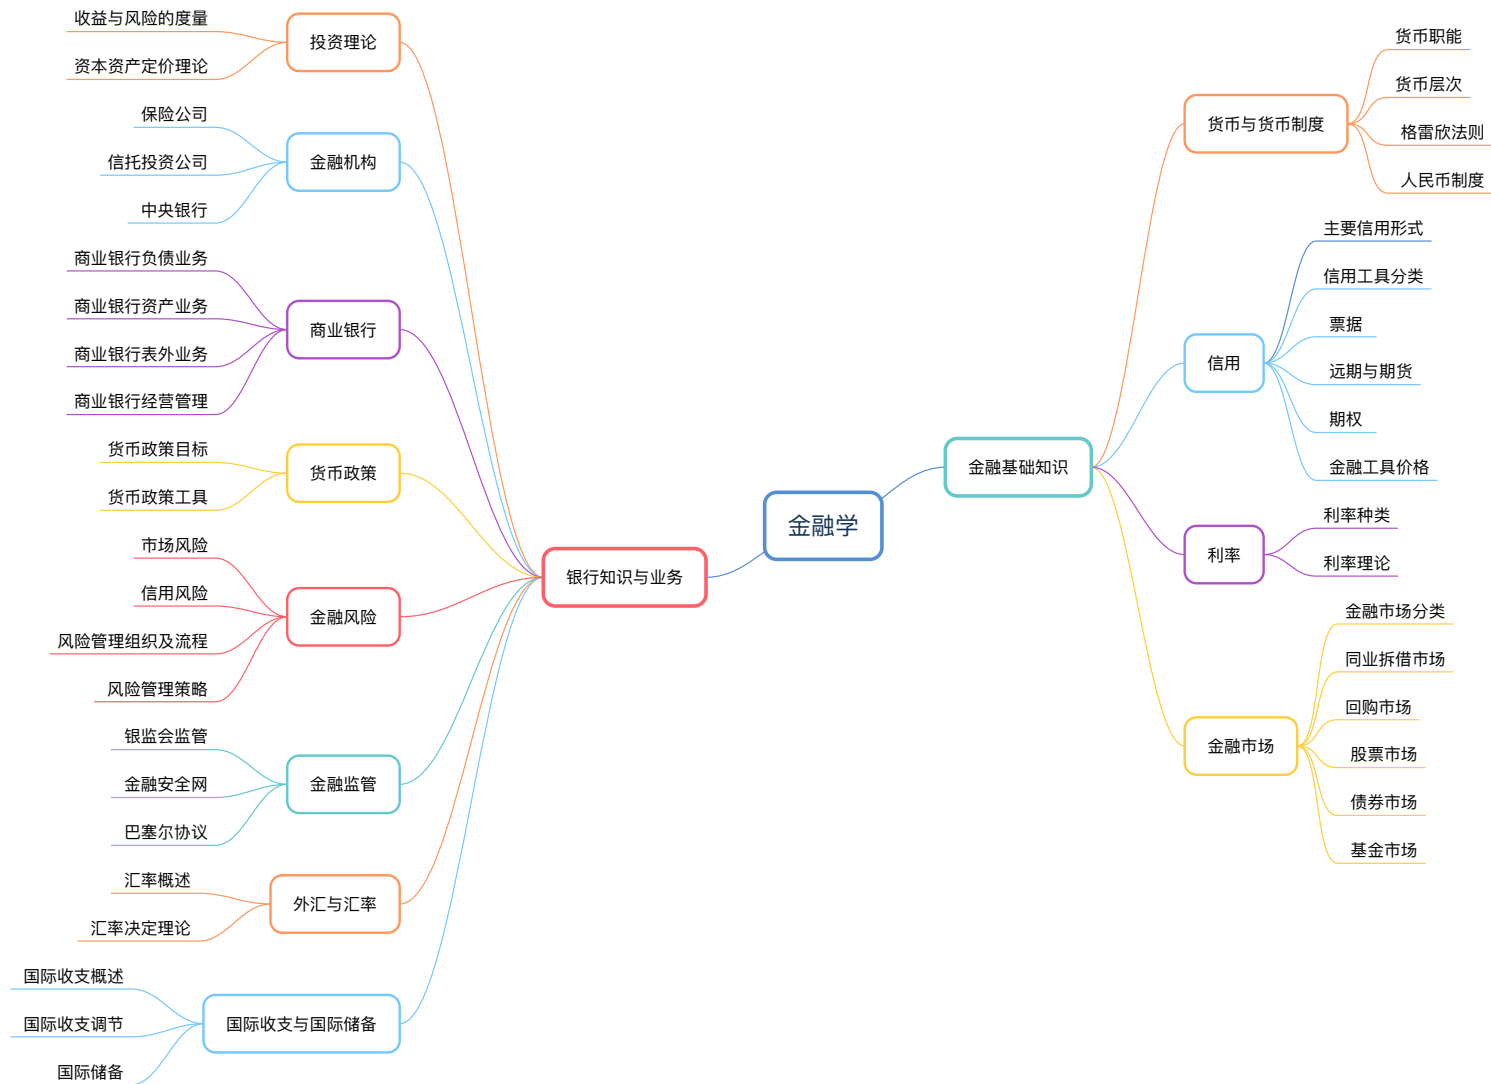 金融学
金融基础知识
货币与货币制度
货币职能
货币层次
格雷欣法则
人民币制度
信用
主要信用形式
信用工具分类
票据
远期与期货
期权
金融工具价格
利率
利率种类
利率理论
金融市场
金融市场分类
同业拆借市场
回购市场
股票市场
债券市场
基金市场
银行知识与业务
投资理论
收益与风险的度量
资本资产定价理论
金融机构
保险公司
信托投资公司
中央银行
商业银行
商业银行负债业务
商业银行资产业务
商业银行表外业务
商业银行经营管理
货币政策
货币政策目标
货币政策工具
金融风险
市场风险
信用风险
风险管理组织及流程
风险管理策略
金融监管
银监会监管
金融安全网
巴塞尔协议
外汇与汇率
汇率概述
汇率决定理论
国际收支与国际储备
国际收支概述
国际收支调节
国际储备